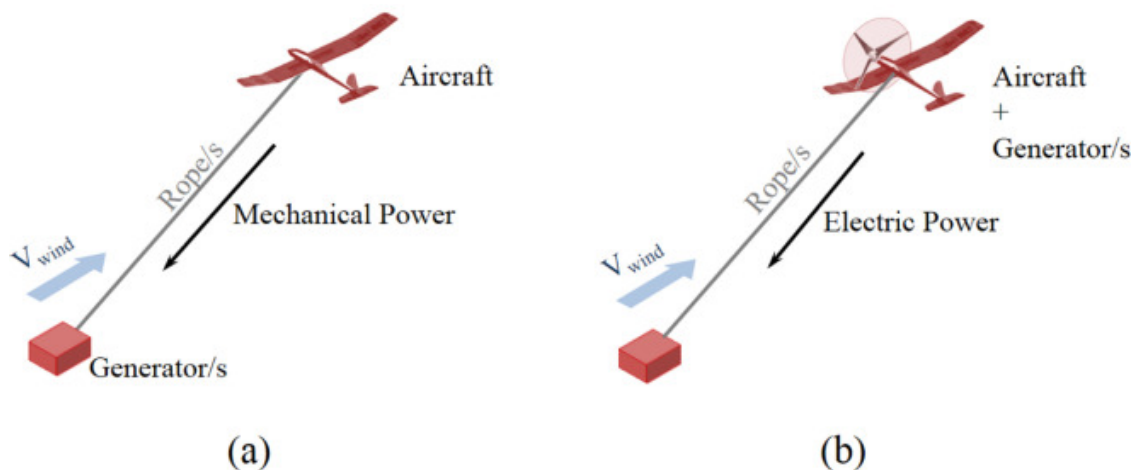 Aircraft
Rope/s
Mechanical Power
V wind
Generator/s
(a)
Aircraft
+
Generator/s
Rope/s
Electric Power
V wind
(b)